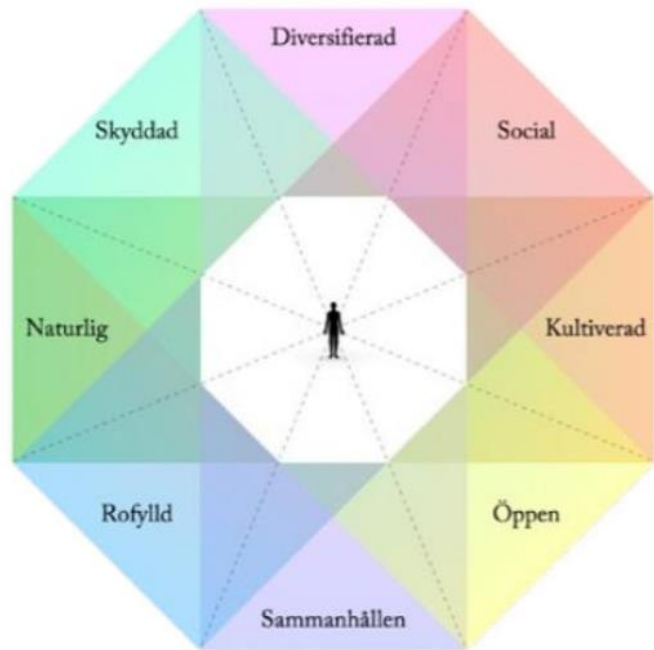 Diversifierad
Skyddad
Social
Naturlig
Kultiverad
Rofylld
Öppen
Sammanhållen